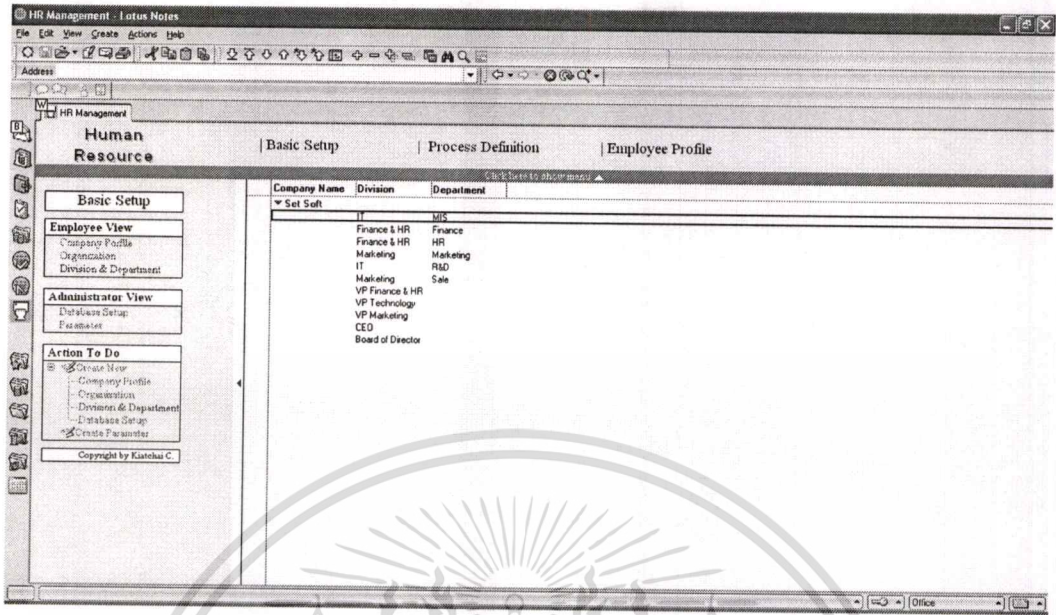 HR Management - Lotus Notes
File Edit View Create Actions Help
Address
HR Management
Human
Resource
| Basic Setup | Process Definition | Employee Profile
Click here to show menu
Basic Setup
Employee View
Company Porfile
Organization
Division & Department
Administrator View
Database Setup
Parameter
Action To Do
Create New
Company Profile
Organization
Division & Department
Database Setup
Create Parameter
Copyright by Kiatchai C.
Company Name Division Department
Set Soft
IT MIS
Finance & HR Finance
Finance & HR HR
Marketing Marketing
IT R&D
Marketing Sale
VP Finance & HR
VP Technology
VP Marketing
CEO
Board of Director
Office